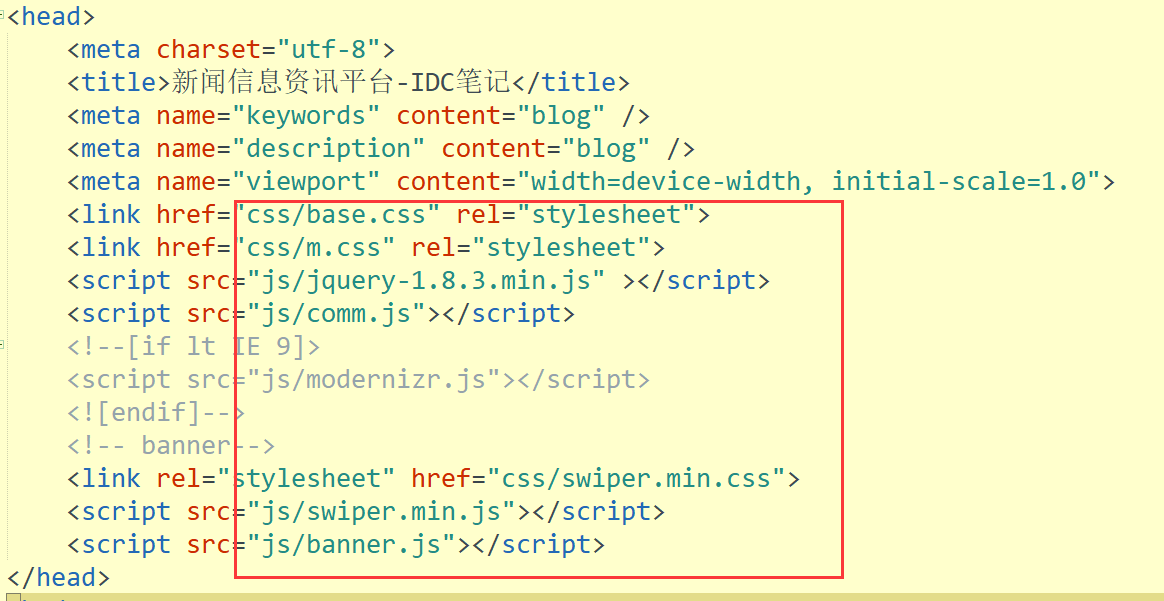 <head>
<meta charset="utf-8">
<title>新闻信息资讯平台-IDC笔记</title>
<meta name="keywords" content="blog" />
<meta name="description" content="blog" />
<meta name="viewport" content="width=device-width, initial-scale=1.0">
<link href="css/base.css" rel="stylesheet">
<link href="css/m.css" rel="stylesheet">
<script src="js/jquery-1.8.3.min.js" ></script>
<script src="js/comm.js"></script>
<!--[if lt IE 9]>
<script src="js/modernizr.js"></script>
<![endif]-->
<!-- banner-->
<link rel="stylesheet" href="css/swiper.min.css">
<script src="js/swiper.min.js"></script>
<script src="js/banner.js"></script>
</head>